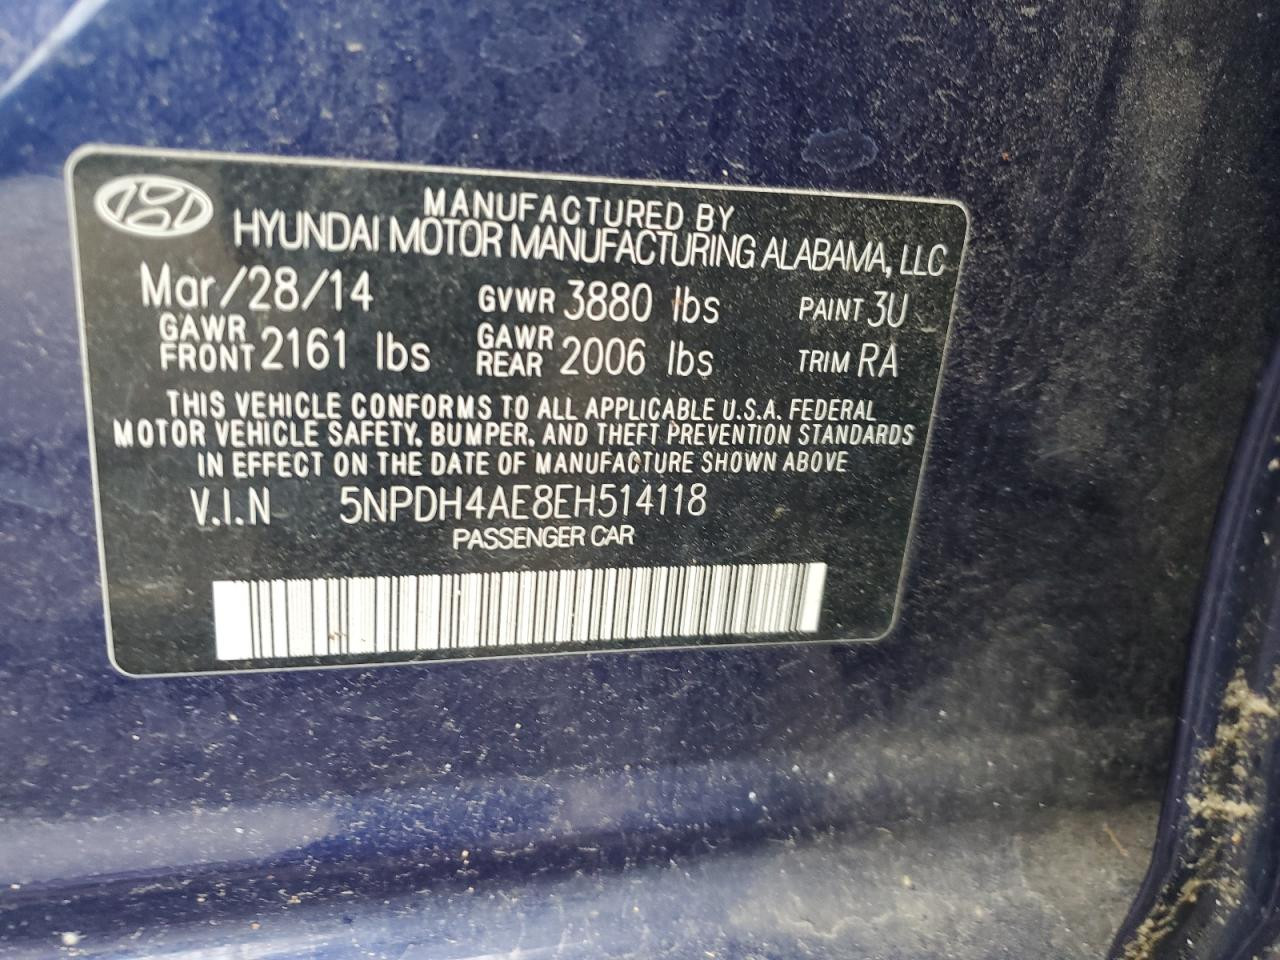 MANUFACTURED BY
HYUNDAI MOTOR MANUFACTURING ALABAMA, LLC
Mar/28/14 GVWR 3880 lbs PAINT 3U
GAWR FRONT 2161 lbs GAWR REAR 2006 lbs TRIM RA
THIS VEHICLE CONFORMS TO ALL APPLICABLE U.S.A. FEDERAL
MOTOR VEHICLE SAFETY, BUMPER, AND THEFT PREVENTION STANDARDS
IN EFFECT ON THE DATE OF MANUFACTURE SHOWN ABOVE
V.I.N 5NPDH4AE8EH514118
PASSENGER CAR